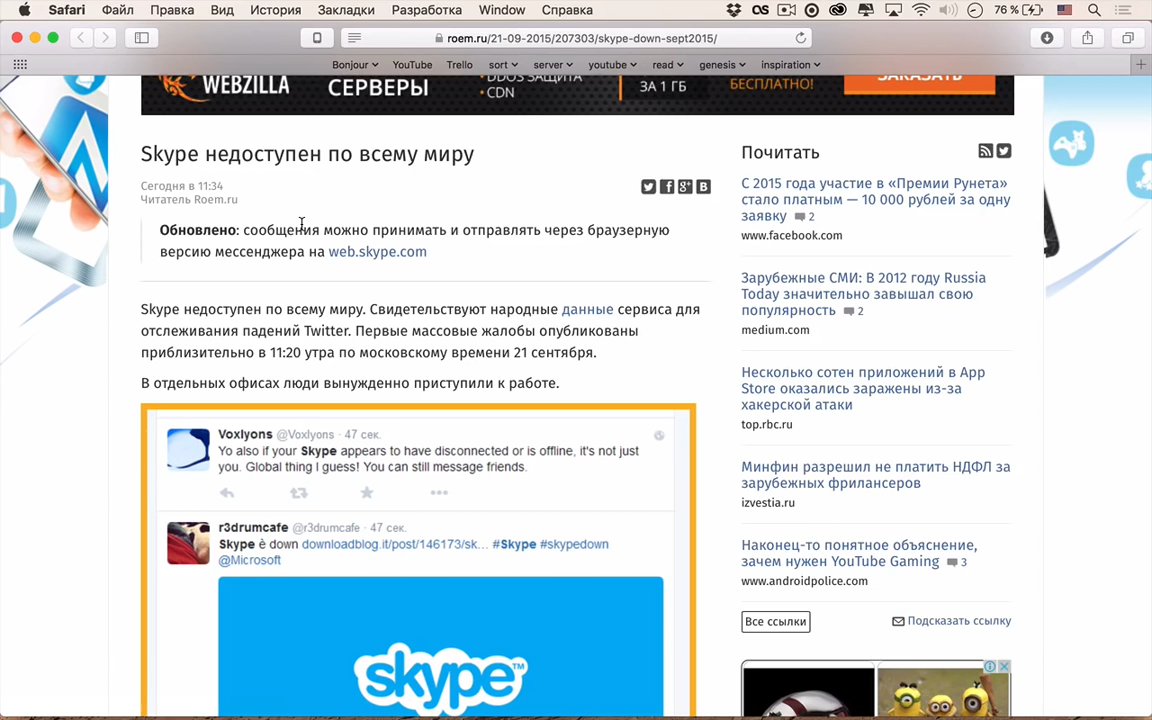 Safari Файл Правка Вид История Закладки Разработка Window Справка
76 %
roem.ru/21-09-2015/207303/skype-down-sept2015/
Bonjour YouTube Trello sort server youtube read genesis inspiration
WEBZILLA
СЕРВЕРЫ
• DDOS ЗАЩИТА
• CDN
ЗА 1 ГБ
БЕСПЛАТНО!
ЗАКАЗАТЬ
Skype недоступен по всему миру
Сегодня в 11:34
Читатель Roem.ru
Обновлено: сообщения можно принимать и отправлять через браузерную
версию мессенджера на web.skype.com
Skype недоступен по всему миру. Свидетельствуют народные данные сервиса для
отслеживания падений Twitter. Первые массовые жалобы опубликованы
приблизительно в 11:20 утра по московскому времени 21 сентября.
В отдельных офисах люди вынужденно приступили к работе.
Voxlyons @Voxlyons · 47 сек.
Yo also if your Skype appears to have disconnected or is offline, it's not just
you. Global thing I guess! You can still message friends.
r3drumcafe @r3drumcafe · 47 сек.
Skype è down downloadblog.it/post/146173/sk... #Skype #skypedown
@Microsoft
skype™
Почитать
С 2015 года участие в «Премии Рунета»
стало платным — 10 000 рублей за одну
заявку 2
www.facebook.com
Зарубежные СМИ: В 2012 году Russia
Today значительно завышал свою
популярность 2
medium.com
Несколько сотен приложений в App
Store оказались заражены из-за
хакерской атаки
top.rbc.ru
Минфин разрешил не платить НДФЛ за
зарубежных фрилансеров
izvestia.ru
Наконец-то понятное объяснение,
зачем нужен YouTube Gaming 3
www.androidpolice.com
Все ссылки
Подсказать ссылку